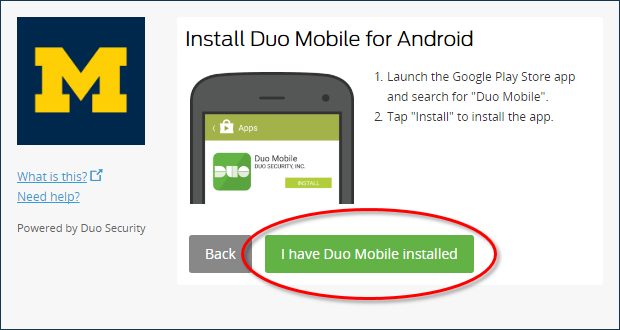 M
What is this?
Need help?
Powered by Duo Security
Install Duo Mobile for Android
Apps
DUO
Duo Mobile
DUO SECURITY, INC.
INSTALL
1. Launch the Google Play Store app
and search for "Duo Mobile".
2. Tap "Install" to install the app.
Back
I have Duo Mobile installed